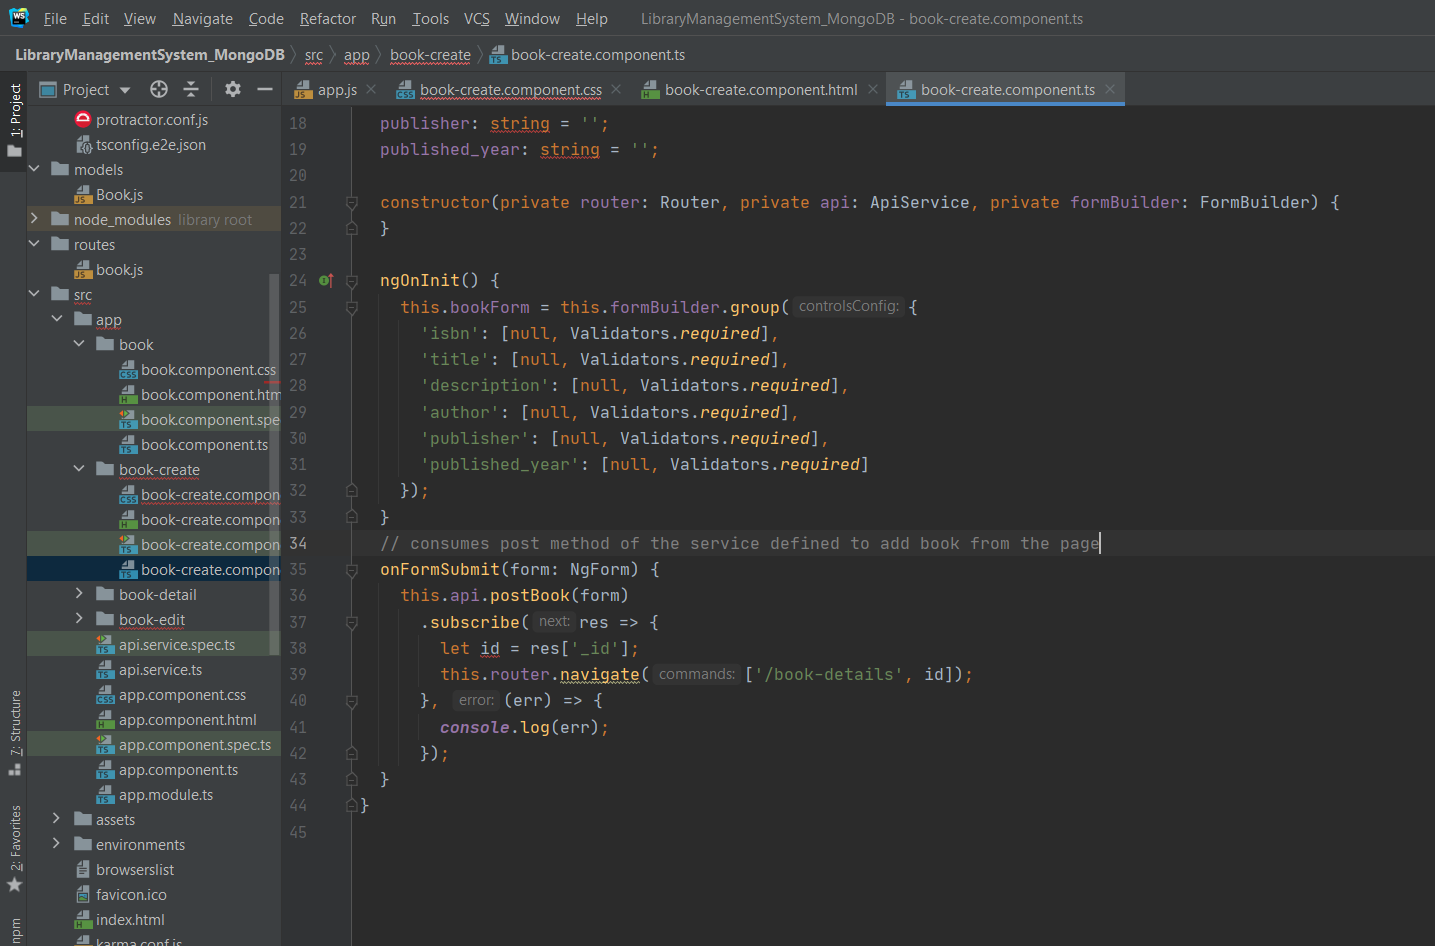 WS File Edit View Navigate Code Refactor Run Tools VCS Window Help LibraryManagementSystem_MongoDB - book-create.component.ts
LibraryManagementSystem_MongoDB src app book-create book-create.component.ts
Project
app.js book-create.component.css book-create.component.html book-create.component.ts
1: Project
7: Structure
2: Favorites
npm
protractor.conf.js
tsconfig.e2e.json
models
Book.js
node_modules library root
routes
book.js
src
app
book
book.component.css
book.component.htm
book.component.spe
book.component.ts
book-create
book-create.compon
book-create.compon
book-create.compon
book-create.compon
book-detail
book-edit
api.service.spec.ts
api.service.ts
app.component.css
app.component.html
app.component.spec.ts
app.component.ts
app.module.ts
assets
environments
browserslist
favicon.ico
index.html
karma.conf.js
18 publisher: string = '';
19 published_year: string = '';
20
21 constructor(private router: Router, private api: ApiService, private formBuilder: FormBuilder) {
22 }
23
24 ngOnInit() {
25 this.bookForm = this.formBuilder.group( controlsConfig: {
26 'isbn': [null, Validators.required],
27 'title': [null, Validators.required],
28 'description': [null, Validators.required],
29 'author': [null, Validators.required],
30 'publisher': [null, Validators.required],
31 'published_year': [null, Validators.required]
32 });
33 }
34 // consumes post method of the service defined to add book from the page
35 onFormSubmit(form: NgForm) {
36 this.api.postBook(form)
37 .subscribe( next: res => {
38 let id = res['_id'];
39 this.router.navigate( commands: ['/book-details', id]);
40 }, error: (err) => {
41 console.log(err);
42 });
43 }
44 }
45